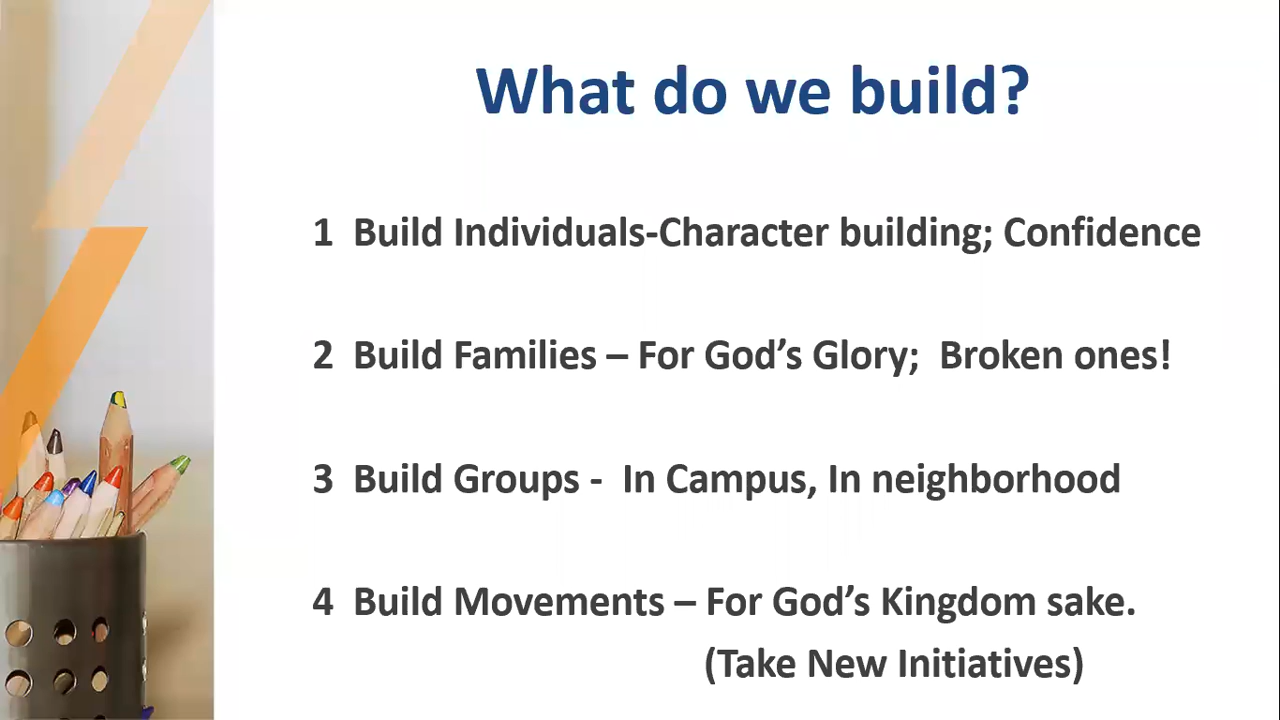 What do we build?
1 Build Individuals-Character building; Confidence
2 Build Families – For God’s Glory; Broken ones!
3 Build Groups - In Campus, In neighborhood
4 Build Movements – For God’s Kingdom sake.
(Take New Initiatives)